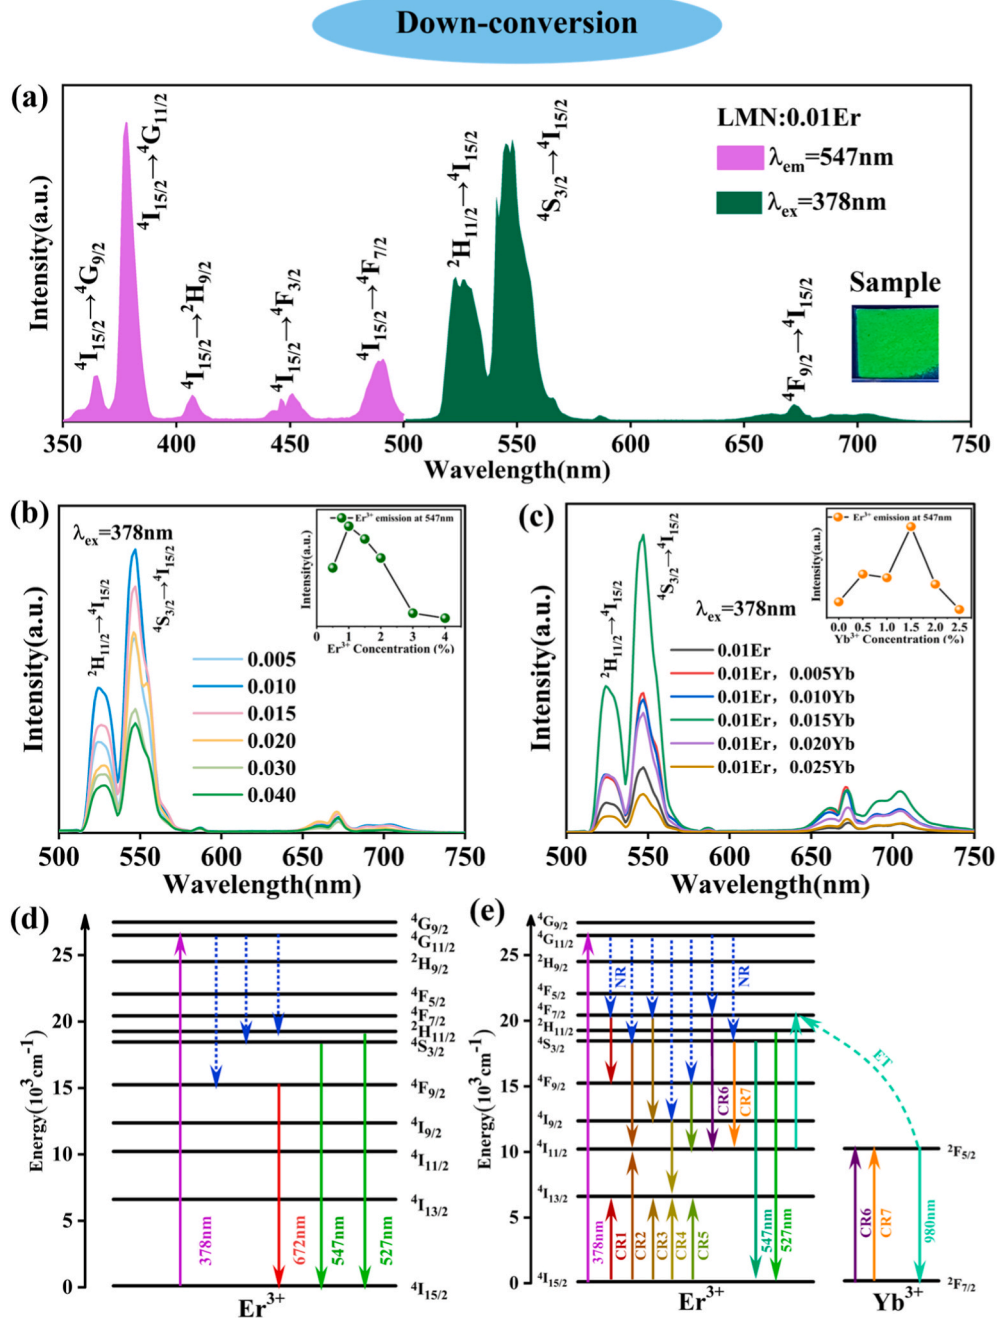 Down-conversion
(a)
Intensity(a.u.)
⁴I₁₅/₂→⁴G₉/₂
⁴I₁₅/₂→⁴G₁₁/₂
⁴I₁₅/₂→²H₉/₂
⁴I₁₅/₂→⁴F₃/₂
⁴I₁₅/₂→⁴F₇/₂
²H₁₁/₂→⁴I₁₅/₂
⁴S₃/₂→⁴I₁₅/₂
⁴F₉/₂→⁴I₁₅/₂
LMN:0.01Er
λem=547nm
λex=378nm
Sample
350 400 450 500 550 600 650 700 750
Wavelength(nm)
(b)
λex=378nm
Intensity(a.u.)
²H₁₁/₂→⁴I₁₅/₂
⁴S₃/₂→⁴I₁₅/₂
Er³⁺ emission at 547nm
Intensity(a.u.)
0 1 2 3 4
Er³⁺ Concentration (%)
0.005
0.010
0.015
0.020
0.030
0.040
500 550 600 650 700 750
Wavelength(nm)
(c)
Intensity(a.u.)
²H₁₁/₂→⁴I₁₅/₂
⁴S₃/₂→⁴I₁₅/₂
Er³⁺ emission at 547nm
Intensity(a.u.)
0.0 0.5 1.0 1.5 2.0 2.5
Yb³⁺ Concentration (%)
λex=378nm
0.01Er
0.01Er, 0.005Yb
0.01Er, 0.010Yb
0.01Er, 0.015Yb
0.01Er, 0.020Yb
0.01Er, 0.025Yb
500 550 600 650 700 750
Wavelength(nm)
(d)
Energy(10³cm⁻¹)
25
20
15
10
5
0
⁴G₉/₂
⁴G₁₁/₂
²H₉/₂
⁴F₅/₂
⁴F₇/₂
²H₁₁/₂
⁴S₃/₂
⁴F₉/₂
⁴I₉/₂
⁴I₁₁/₂
⁴I₁₃/₂
⁴I₁₅/₂
378nm
672nm
547nm
527nm
Er³⁺
(e)
Energy(10³cm⁻¹)
25
20
15
10
5
0
⁴G₉/₂
⁴G₁₁/₂
²H₉/₂
⁴F₅/₂
⁴F₇/₂
²H₁₁/₂
⁴S₃/₂
⁴F₉/₂
⁴I₉/₂
⁴I₁₁/₂
⁴I₁₃/₂
⁴I₁₅/₂
NR
NR
CR6
CR7
378nm
CR1
CR2
CR3
CR4
CR5
547nm
527nm
Er³⁺
ET
²F₅/₂
CR6
CR7
980nm
²F₇/₂
Yb³⁺